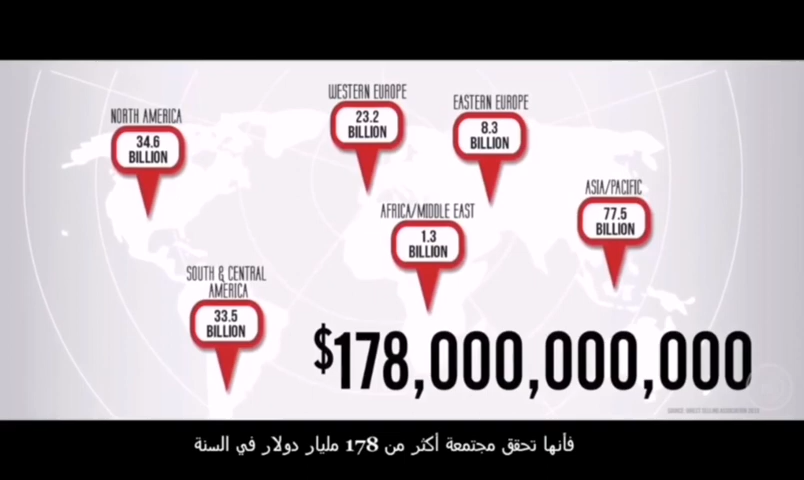 WESTERN EUROPE
23.2
BILLION
EASTERN EUROPE
8.3
BILLION
NORTH AMERICA
34.6
BILLION
ASIA/PACIFIC
77.5
BILLION
AFRICA/MIDDLE EAST
1.3
BILLION
SOUTH & CENTRAL
AMERICA
33.5
BILLION
$178,000,000,000
فأنها تحقق مجتمعة أكثر من 178 مليار دولار في السنة